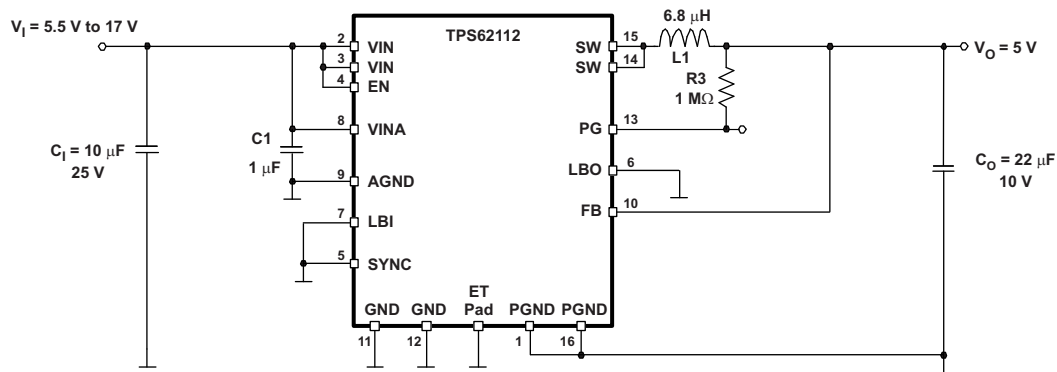 V_I = 5.5 V to 17 V
TPS62112
6.8 µH
L1
V_O = 5 V
R3
1 MΩ
2 VIN
3 VIN
4 EN
8 VINA
9 AGND
7 LBI
5 SYNC
SW 15
SW 14
PG 13
LBO 6
FB 10
C1
1 µF
C_I = 10 µF
25 V
C_O = 22 µF
10 V
ET
GND GND Pad PGND PGND
11 12 1 16